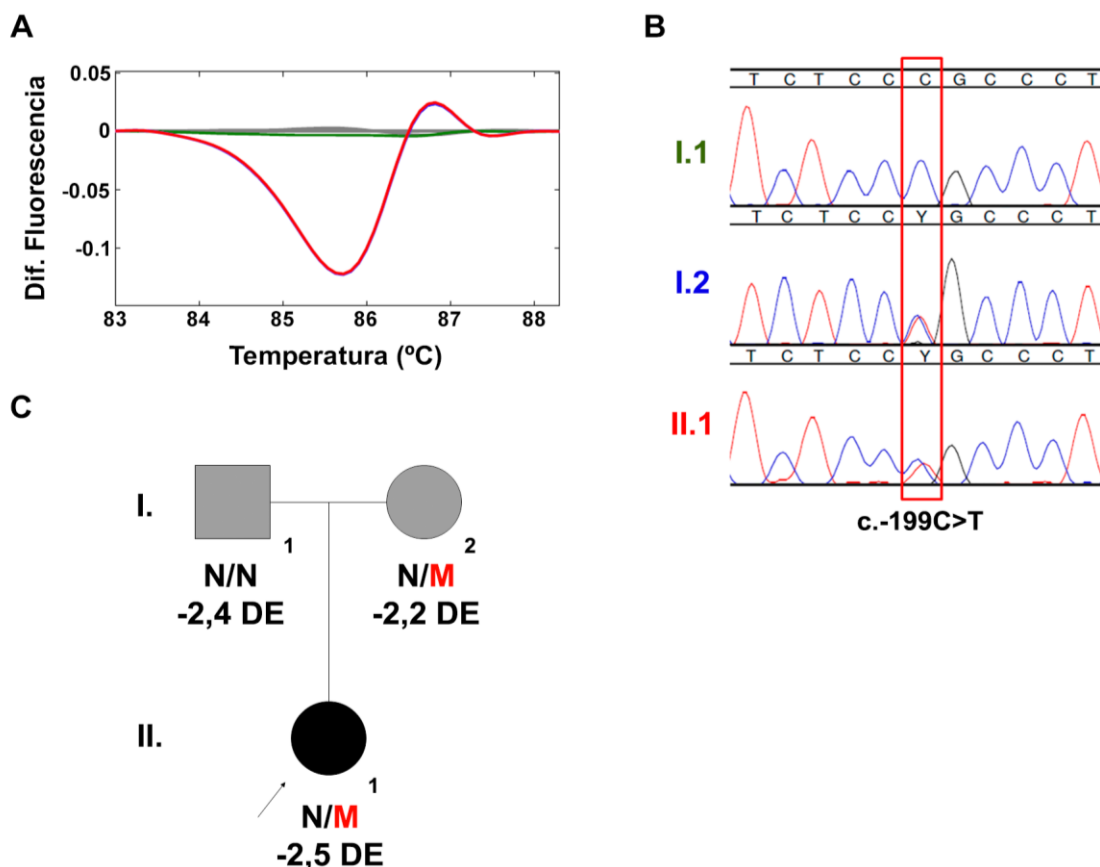 A
0.05
0
-0.05
-0.1
Dif. Fluorescencia
83 84 85 86 87 88
Temperatura (ºC)
B
T C T C C C G C C C T
I.1
T C T C C Y G C C C T
I.2
T C T C C Y G C C C T
II.1
c.-199C>T
C
I.
1 2
N/N N/M
-2,4 DE -2,2 DE
II.
1
N/M
-2,5 DE